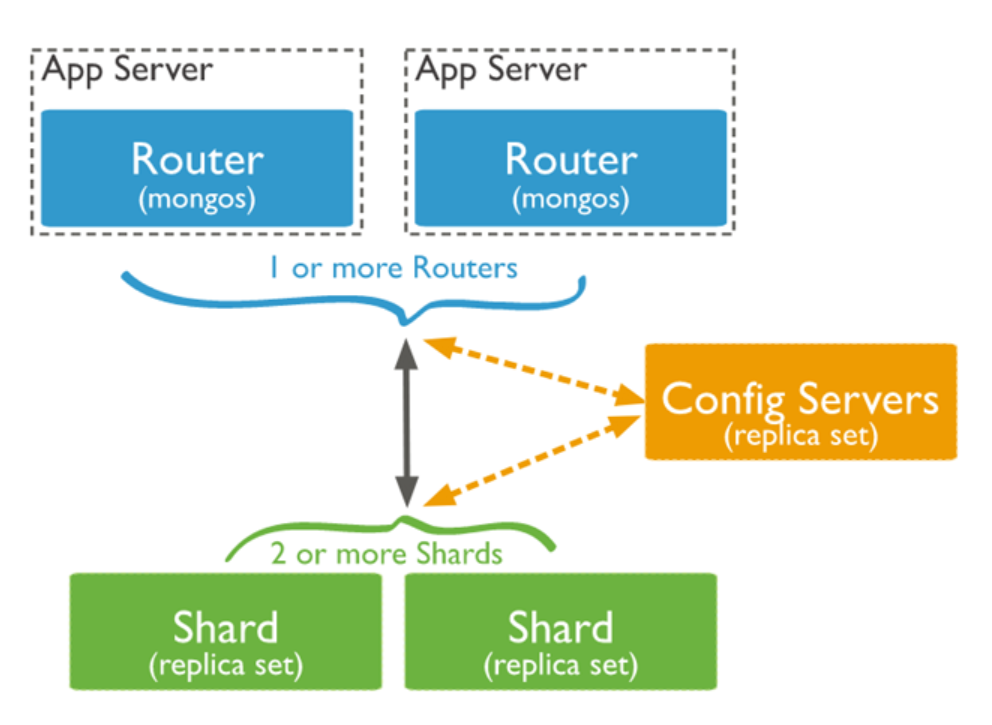 App Server
Router
(mongos)
App Server
Router
(mongos)
1 or more Routers
Config Servers
(replica set)
2 or more Shards
Shard
(replica set)
Shard
(replica set)